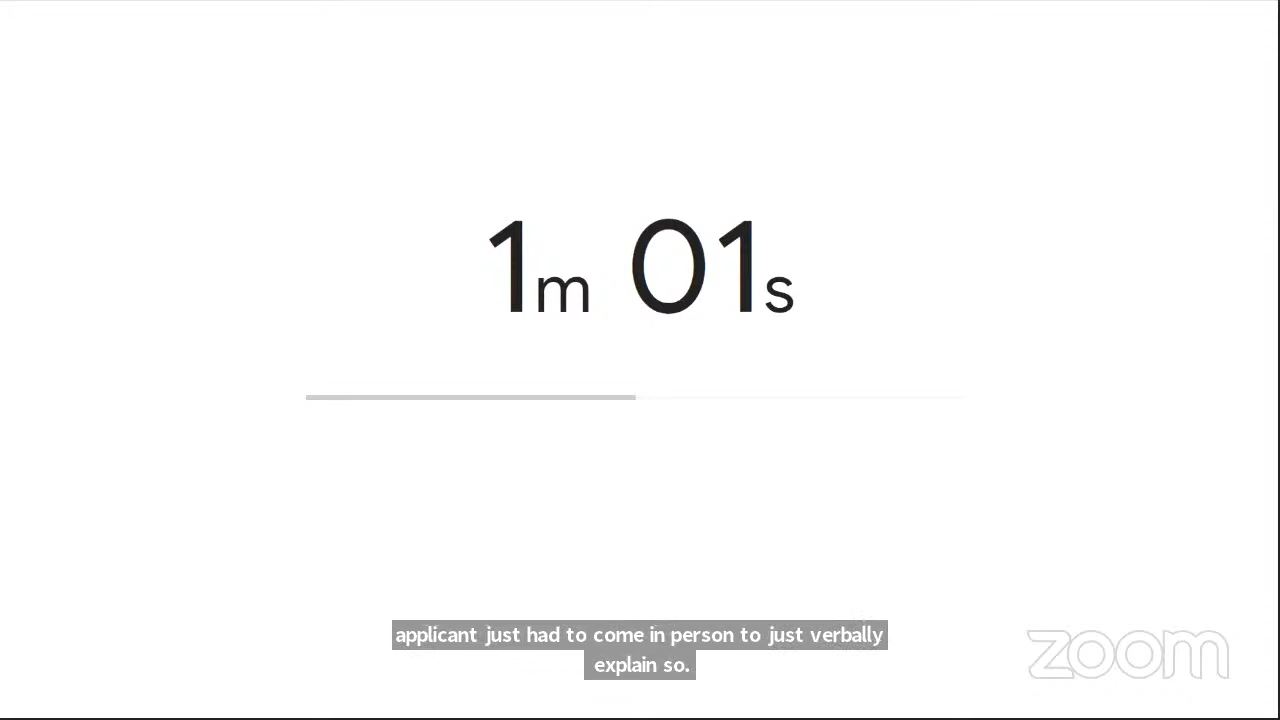 1m 01s
applicant just had to come in person to just verbally
explain so.
zoom